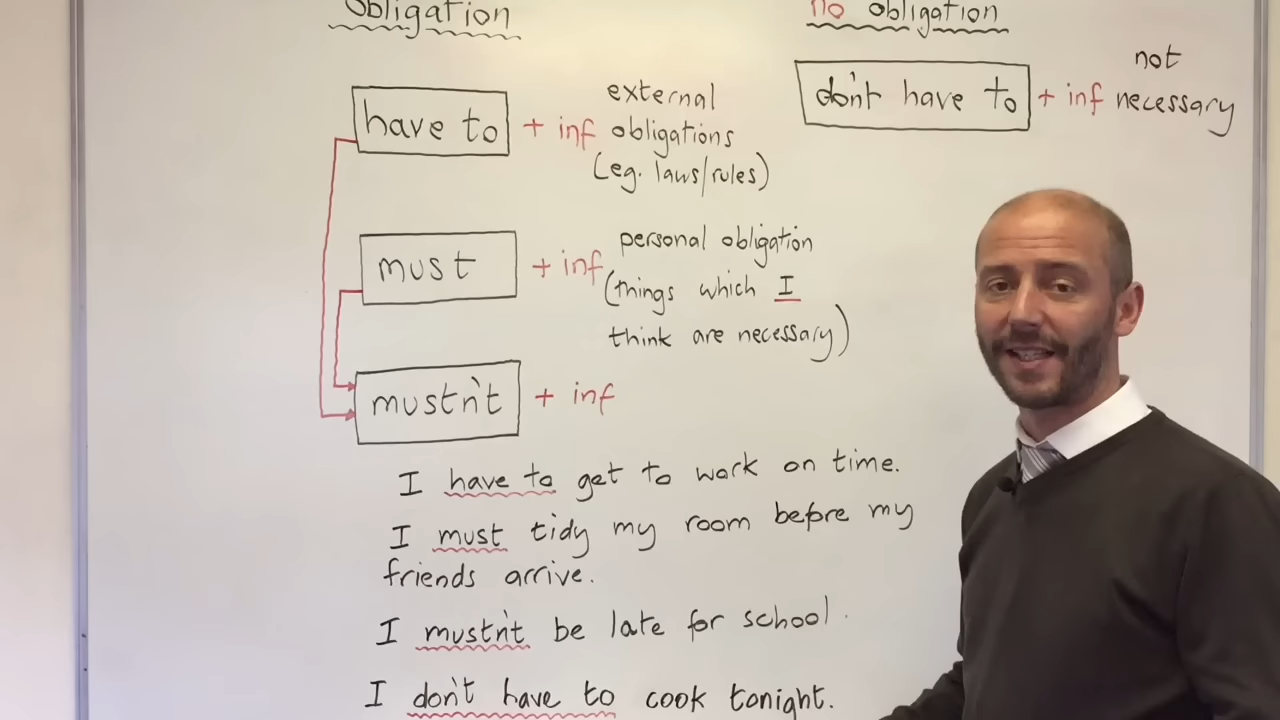 Obligation
have to + inf external
obligations
(eg. laws/rules)
must + inf personal obligation
(things which I
think are necessary)
mustn't + inf
I have to get to work on time.
I must tidy my room before my
friends arrive.
I mustn't be late for school.
I don't have to cook tonight.
no obligation
don't have to + inf not
necessary